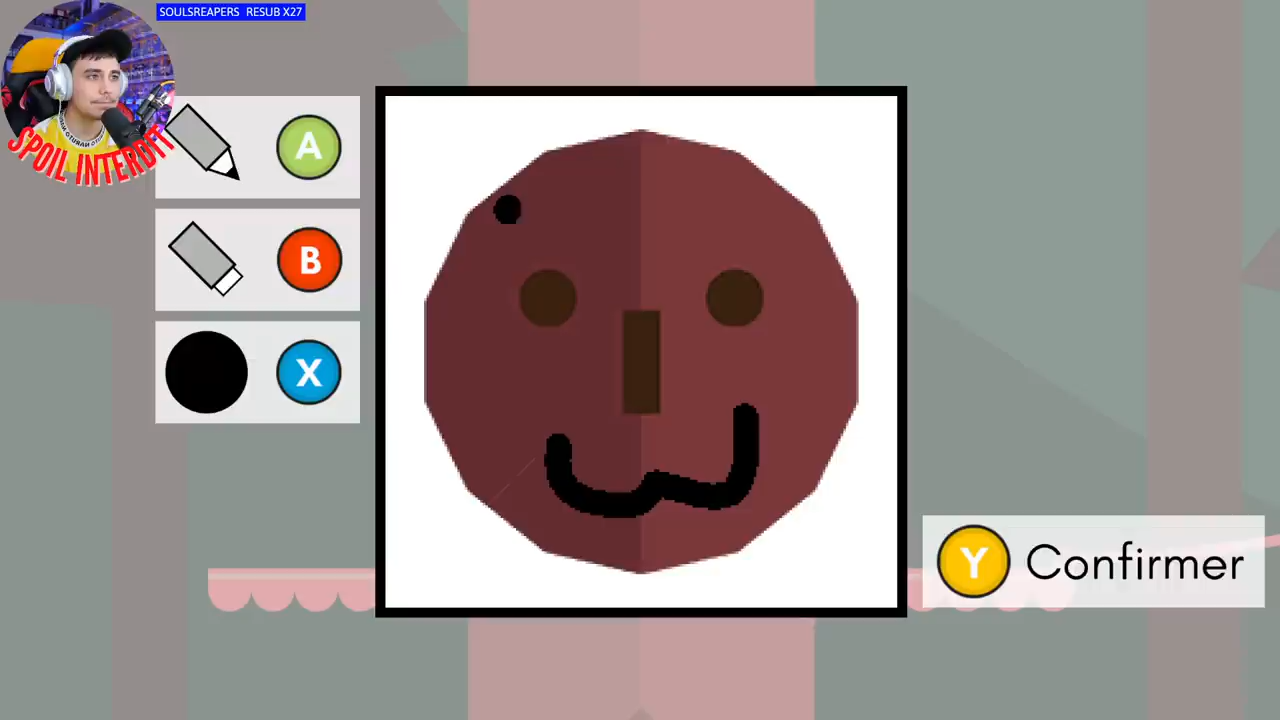 SOULSREAPERS RESUB X27
SPOIL INTERDIT
A
B
X
Y Confirmer